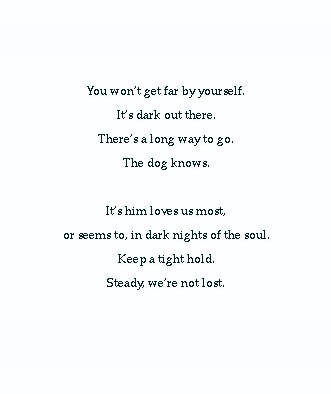 You won't get far by yourself.
It's dark out there.
There's a long way to go.
The dog knows.

It's him loves us most,
or seems to, in dark nights of the soul.
Keep a tight hold.
Steady, we're not lost.